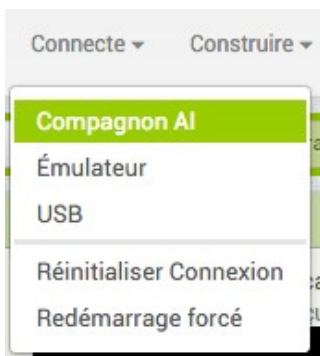 Connecte ▾ Construire ▾
Compagnon AI
Émulateur
USB
Réinitialiser Connexion
Redémarrage forcé